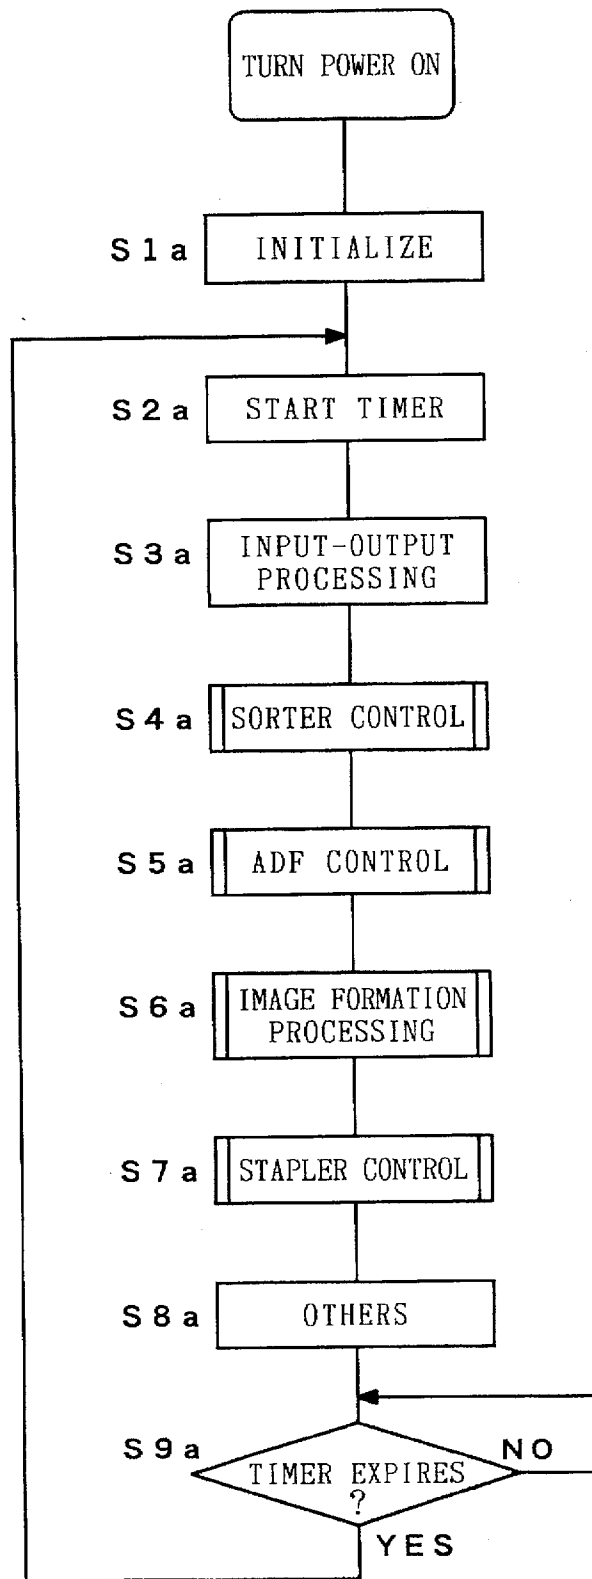 TURN POWER ON
S1a INITIALIZE
S2a START TIMER
S3a INPUT-OUTPUT
PROCESSING
S4a SORTER CONTROL
S5a ADF CONTROL
S6a IMAGE FORMATION
PROCESSING
S7a STAPLER CONTROL
S8a OTHERS
S9a NO
TIMER EXPIRES
?
YES